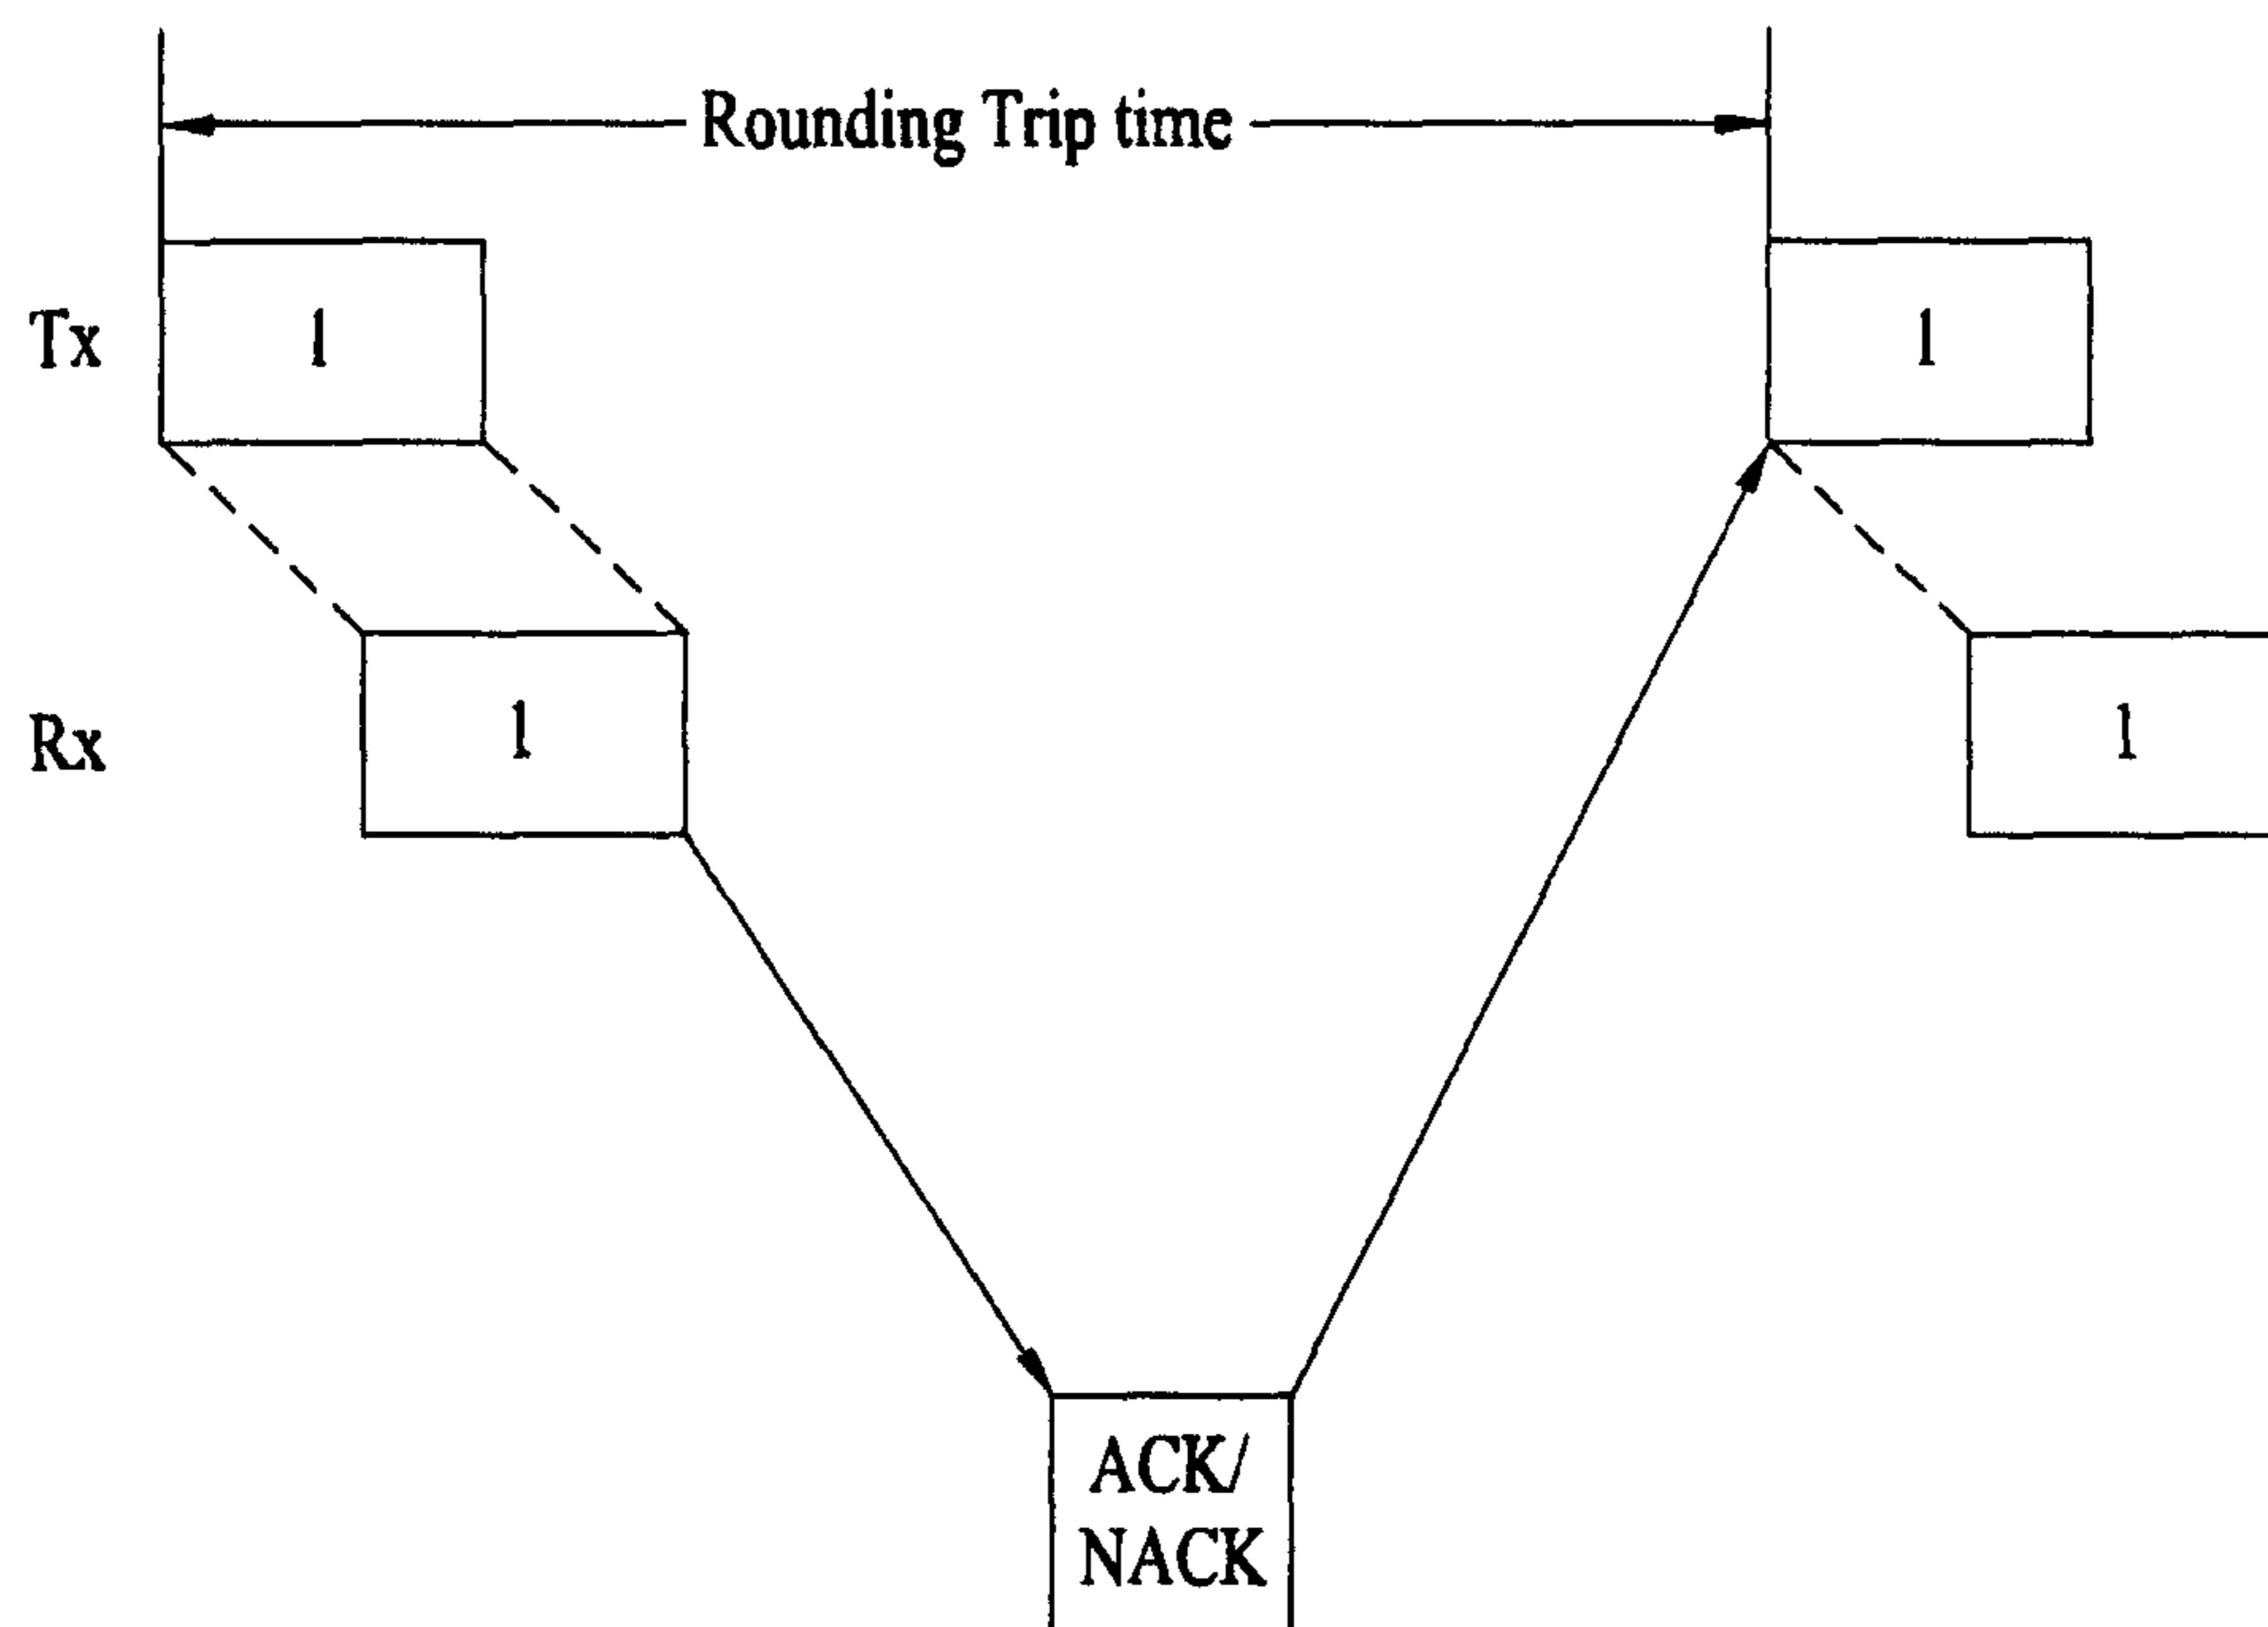 Rounding Trip time
Tx
1
1
Rx
1
1
ACK/
NACK